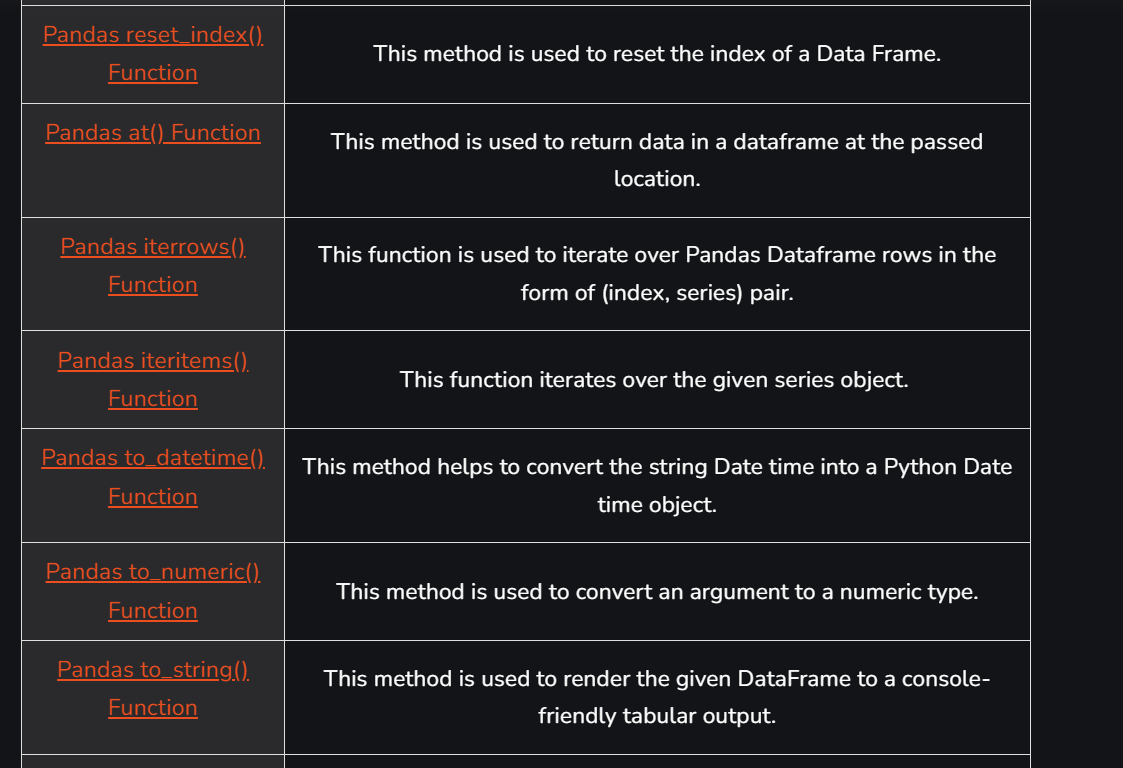 Pandas reset_index()
Function
This method is used to reset the index of a Data Frame.
Pandas at() Function
This method is used to return data in a dataframe at the passed
location.
Pandas iterrows()
Function
This function is used to iterate over Pandas Dataframe rows in the
form of (index, series) pair.
Pandas iteritems()
Function
This function iterates over the given series object.
Pandas to_datetime()
Function
This method helps to convert the string Date time into a Python Date
time object.
Pandas to_numeric()
Function
This method is used to convert an argument to a numeric type.
Pandas to_string()
Function
This method is used to render the given DataFrame to a console-
friendly tabular output.